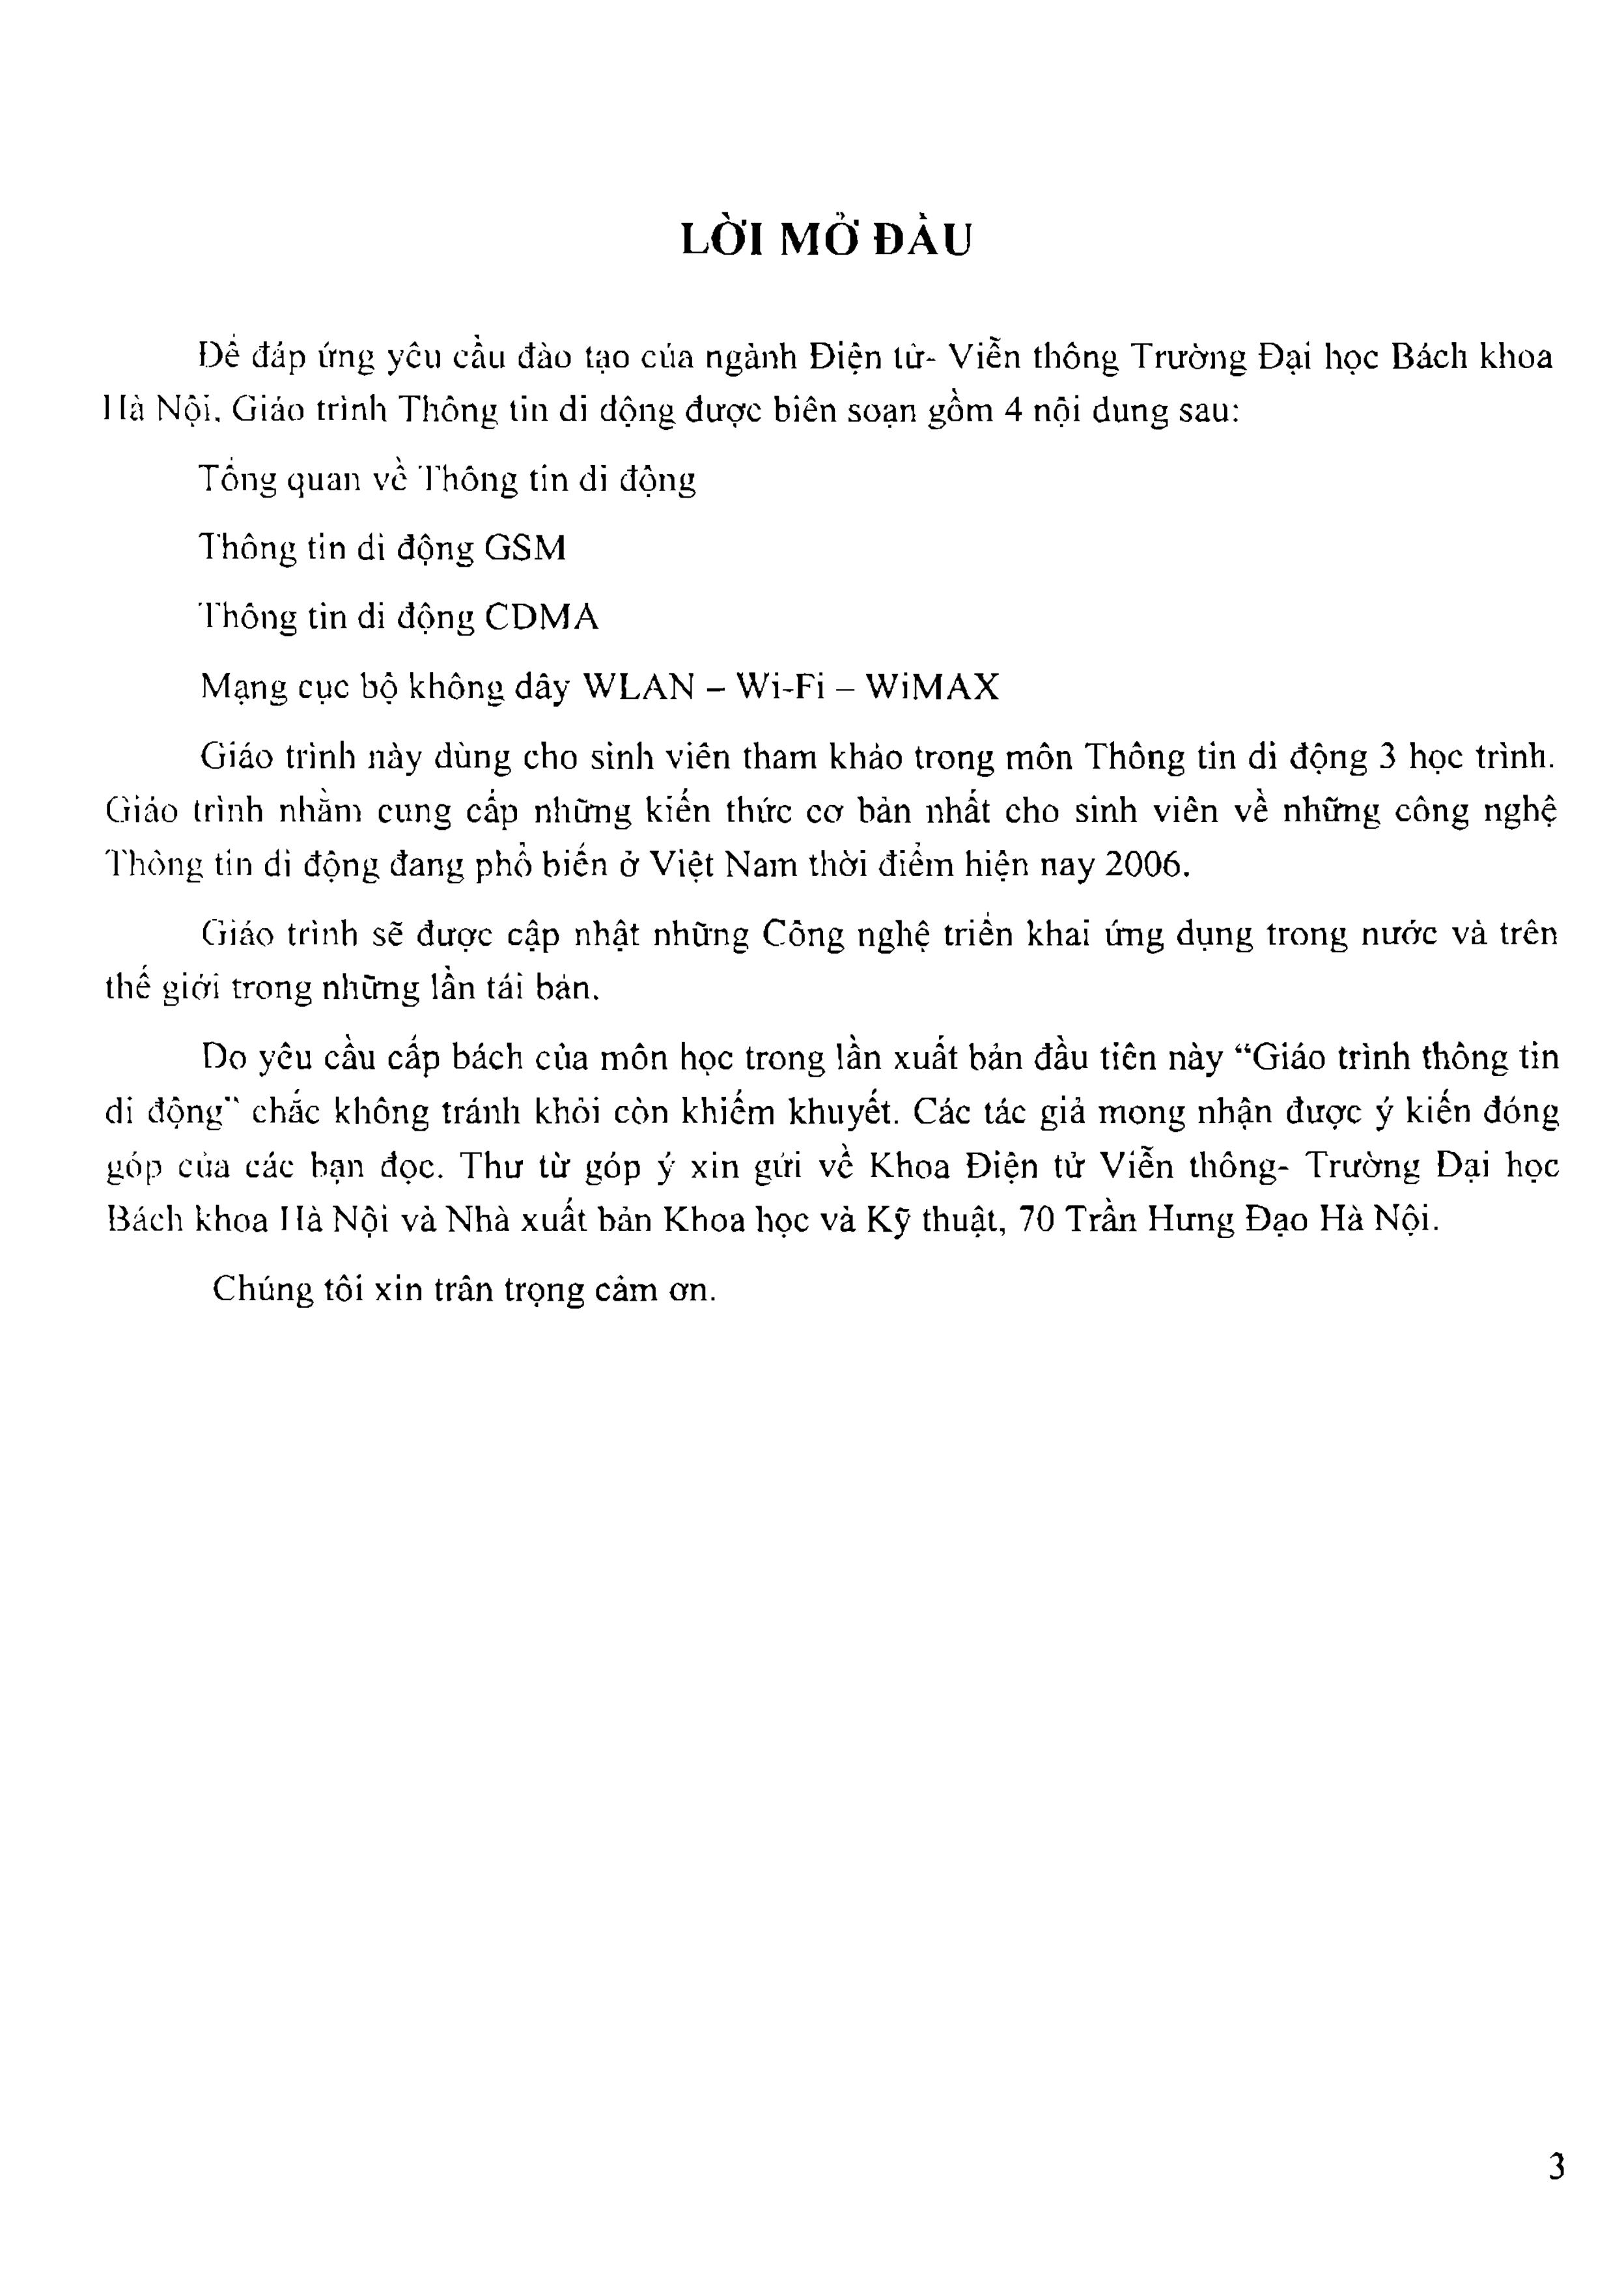 LỜI MỞ ĐẦU
Để đáp ứng yêu cầu đào tạo của ngành Điện tử- Viễn thông Trường Đại học Bách khoa
Hà Nội. Giáo trình Thông tin di động được biên soạn gồm 4 nội dung sau:
Tổng quan về Thông tin di động
Thông tin di động GSM
Thông tin di động CDMA
Mạng cục bộ không dây WLAN – Wi-Fi – WiMAX
Giáo trình này dùng cho sinh viên tham khảo trong môn Thông tin di động 3 học trình.
Giáo trình nhằm cung cấp những kiến thức cơ bản nhất cho sinh viên về những công nghệ
Thông tin di động đang phổ biến ở Việt Nam thời điểm hiện nay 2006.
Giáo trình sẽ được cập nhật những Công nghệ triển khai ứng dụng trong nước và trên
thế giới trong những lần tái bản.
Do yêu cầu cấp bách của môn học trong lần xuất bản đầu tiên này “Giáo trình thông tin
di động” chắc không tránh khỏi còn khiếm khuyết. Các tác giả mong nhận được ý kiến đóng
góp của các bạn đọc. Thư từ góp ý xin gửi về Khoa Điện tử Viễn thông- Trường Đại học
Bách khoa Hà Nội và Nhà xuất bản Khoa học và Kỹ thuật, 70 Trần Hưng Đạo Hà Nội.
Chúng tôi xin trân trọng cảm ơn.
3